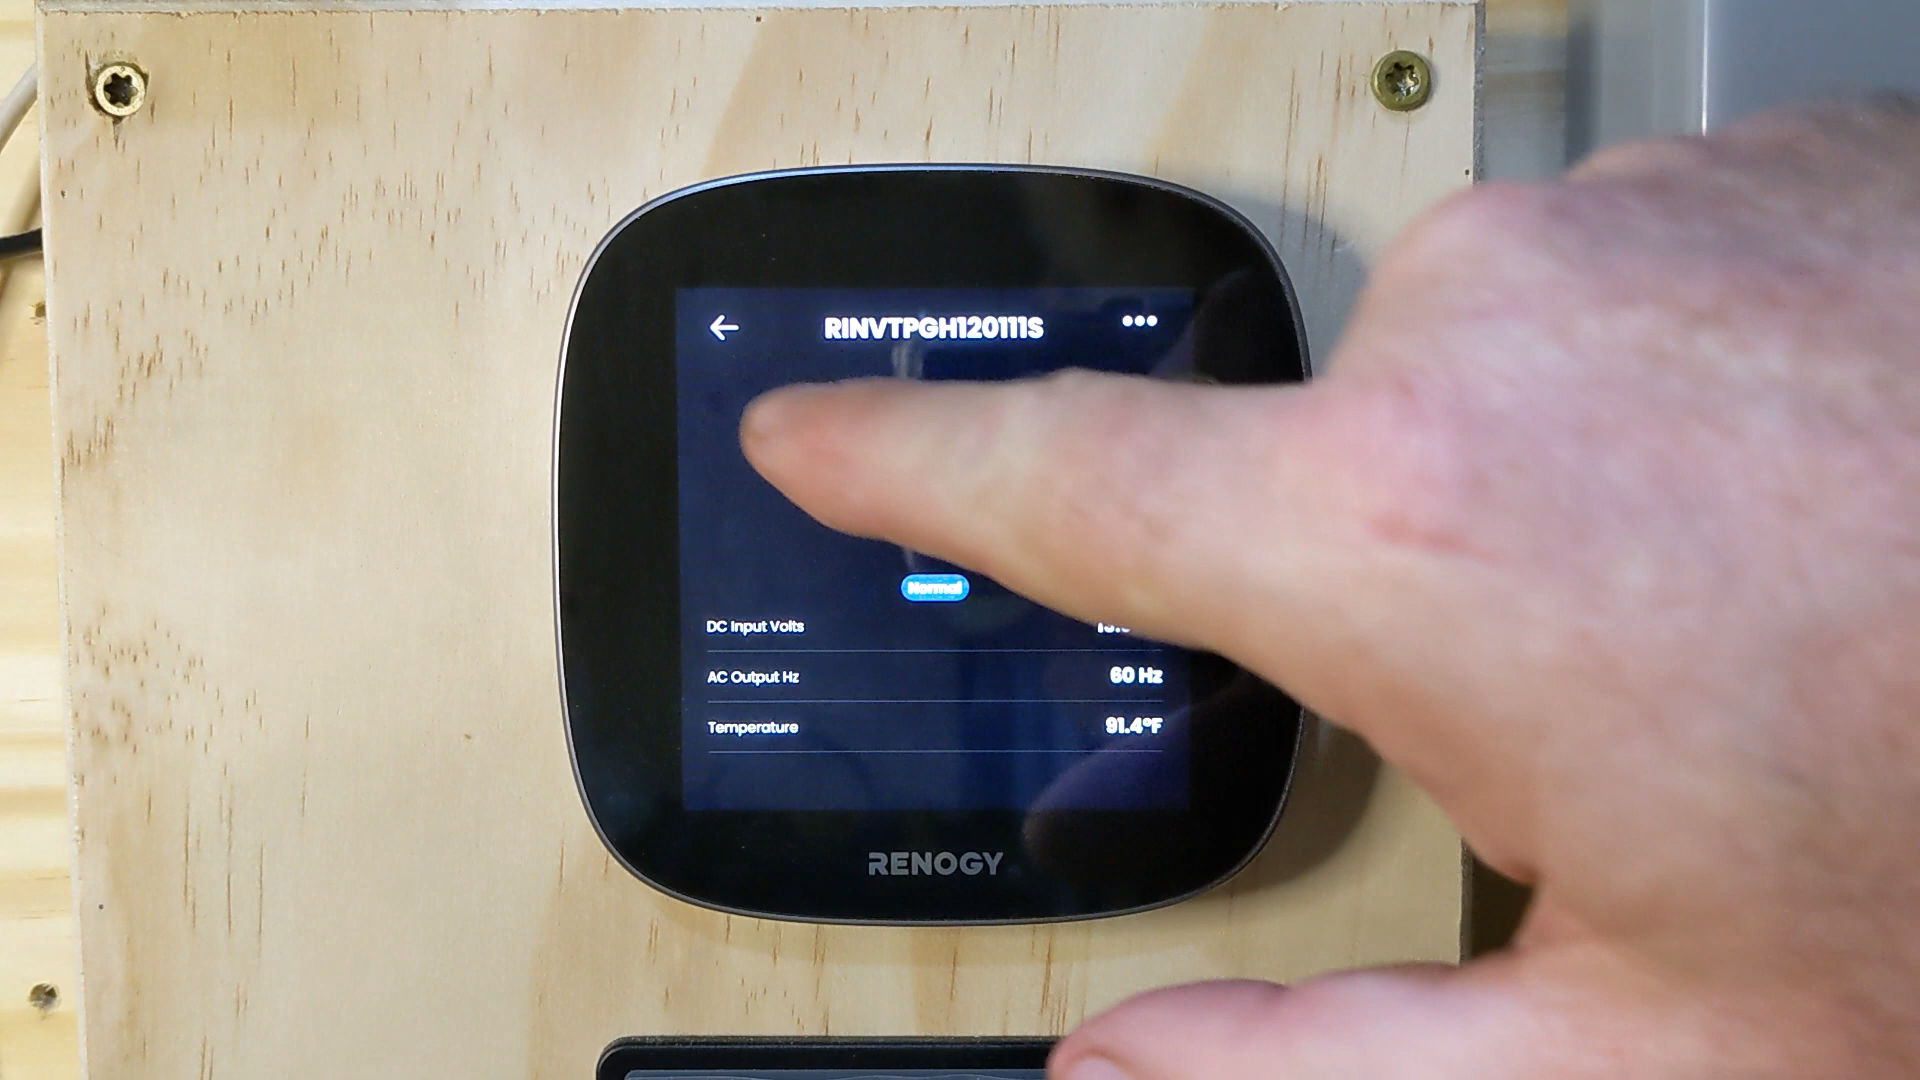 RINVTPGH120111S
Normal
DC Input Volts
AC Output Hz 60 Hz
Temperature 91.4°F
RENOGY